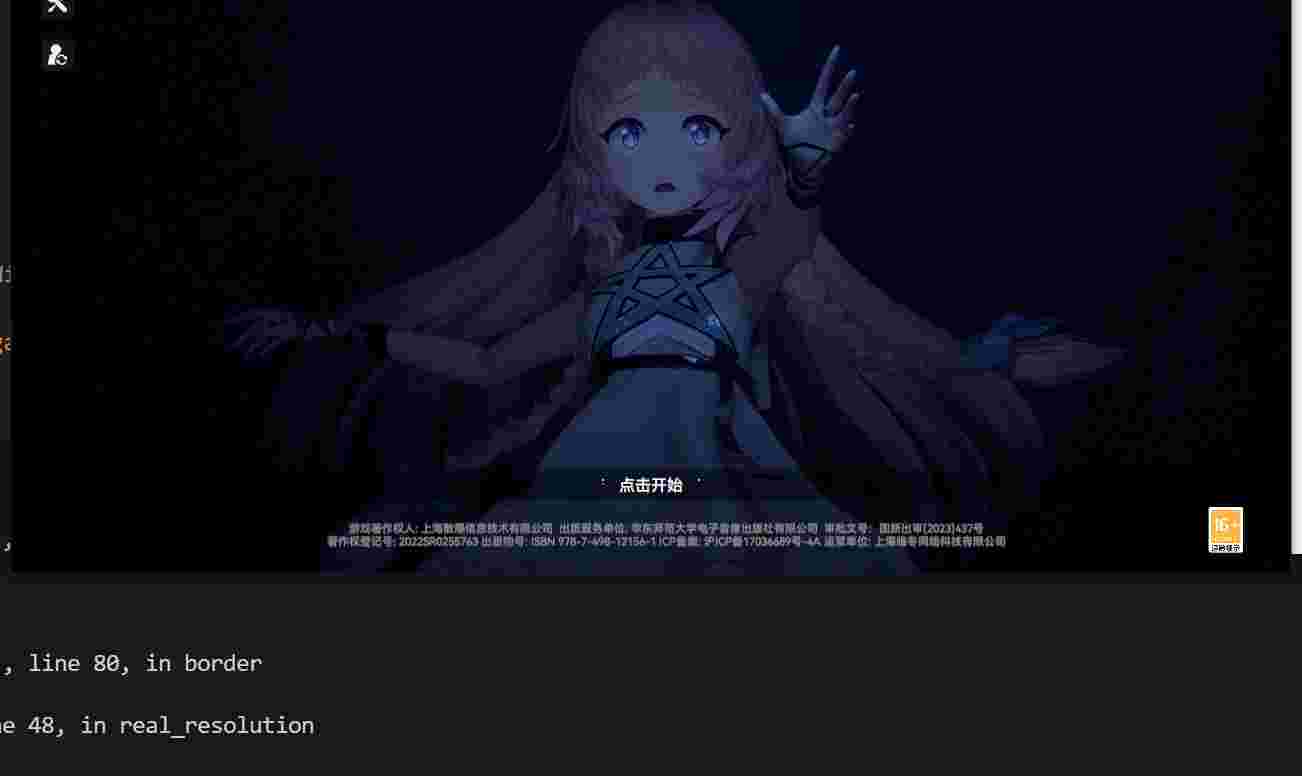 点击开始
游戏著作权人: 上海散爆信息技术有限公司 出版服务单位: 华东师范大学电子音像出版社有限公司 审批文号: 国新出审[2023]437号
著作权登记号: 2022SR0255763 出版物号: ISBN 978-7-498-12156-1 ICP备案: 沪ICP备17036689号-4A 运营单位: 上海暝冬网络科技有限公司
16+
适龄提示
,
, line 80, in border
e 48, in real_resolution